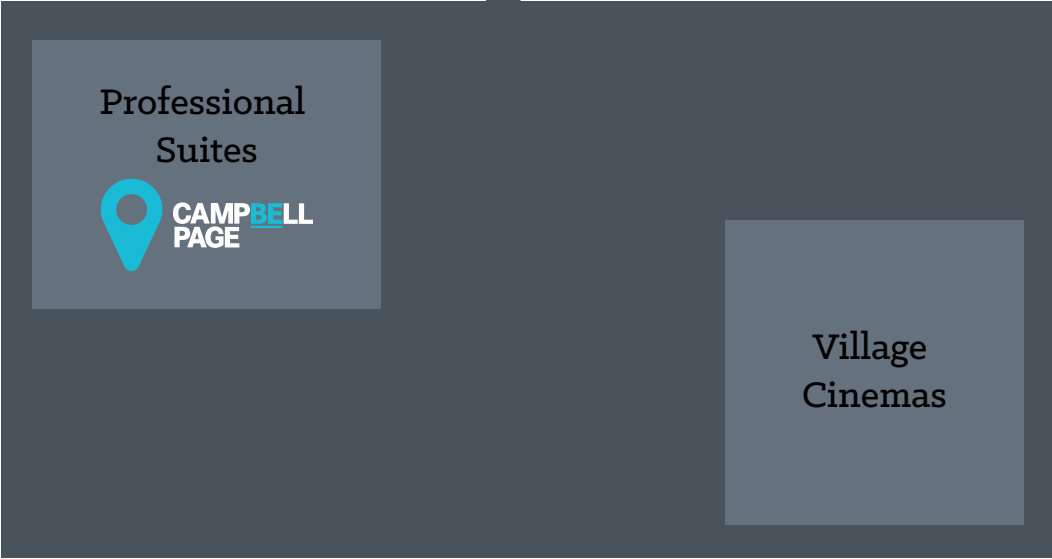 Professional
Suites
CAMPBELL
PAGE
Village
Cinemas